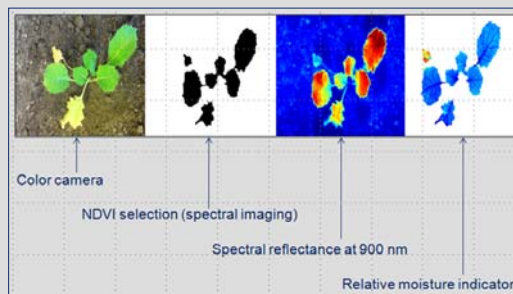 Color camera
NDVI selection (spectral imaging)
Spectral reflectance at 900 nm
Relative moisture indicator